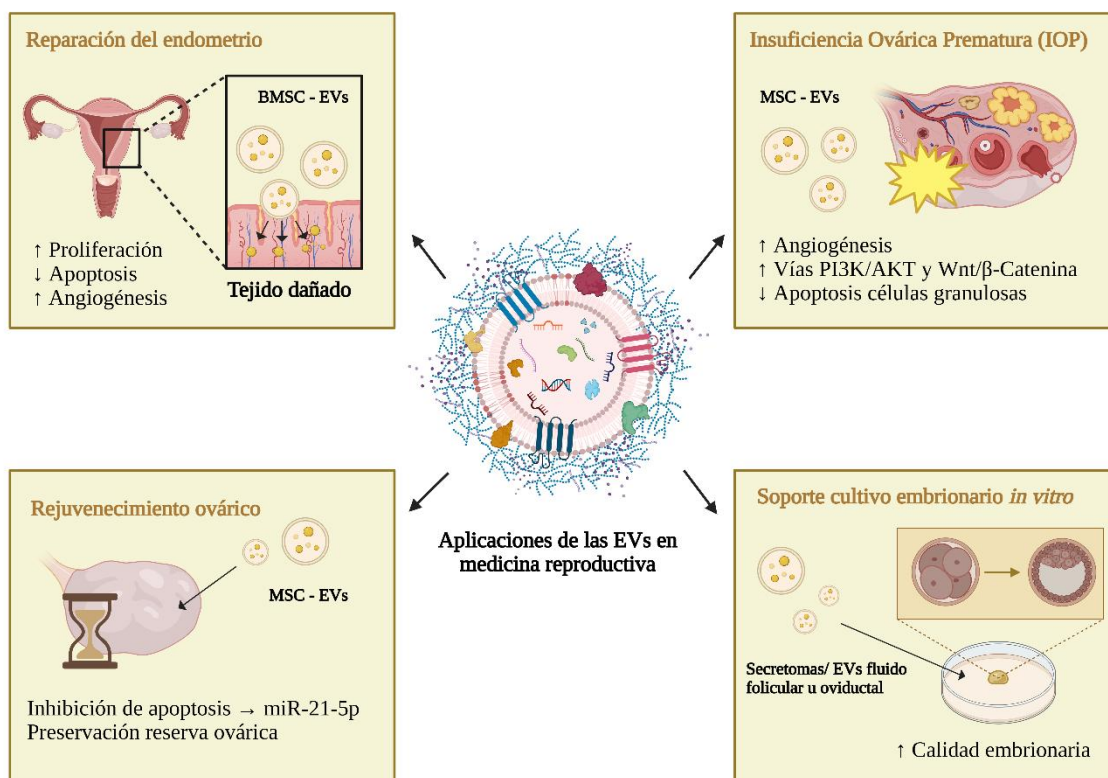 Reparación del endometrio
BMSC - EVs
↑ Proliferación
↓ Apoptosis
↑ Angiogénesis
Tejido dañado
Insuficiencia Ovárica Prematura (IOP)
MSC - EVs
↑ Angiogénesis
↑ Vías PI3K/AKT y Wnt/β-Catenina
↓ Apoptosis células granulosas
Aplicaciones de las EVs en
medicina reproductiva
Rejuvenecimiento ovárico
MSC - EVs
Inhibición de apoptosis → miR-21-5p
Preservación reserva ovárica
Soporte cultivo embrionario in vitro
Secretomas/ EVs fluido
folicular u oviductal
↑ Calidad embrionaria